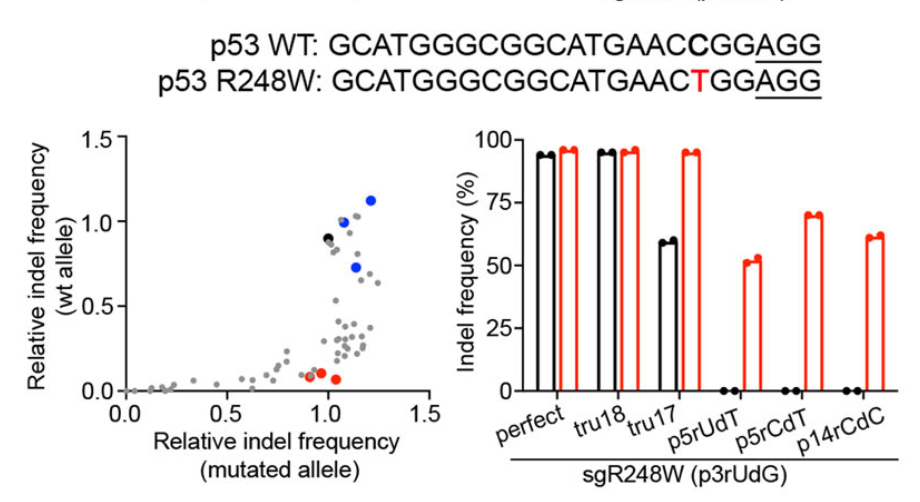 p53 WT: GCATGGGCGGCATGAACCGGAGG
p53 R248W: GCATGGGCGGCATGAACTGGAGG
Relative indel frequency
(wt allele)
1.5
1.0
0.5
0.0
0.0 0.5 1.0 1.5
Relative indel frequency
(mutated allele)
Indel frequency (%)
100
75
50
25
0
perfect tru18 tru17 p5rUdT p5rCdT p14rCdC
sgR248W (p3rUdG)